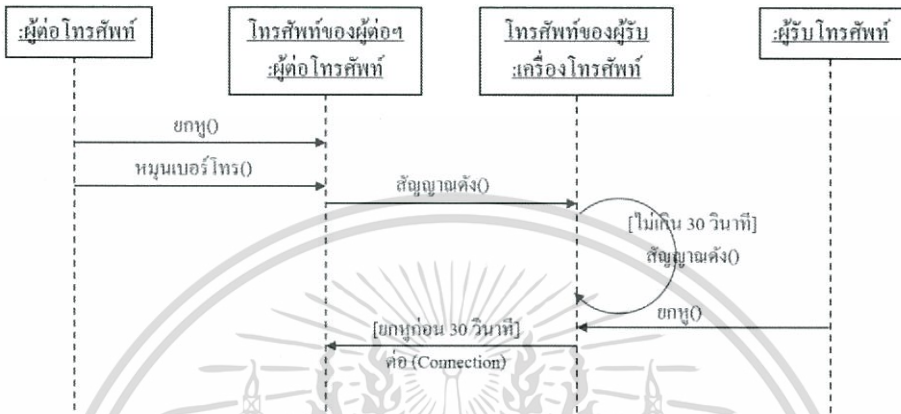 :ผู้ต่อโทรศัพท์
โทรศัพท์ของผู้ต่อฯ
:ผู้ต่อโทรศัพท์
โทรศัพท์ของผู้รับ
:เครื่องโทรศัพท์
:ผู้รับโทรศัพท์
ยกหู()
หมุนเบอร์โทร()
สัญญาณดัง()
[ไม่เกิน 30 วินาที]
สัญญาณดัง()
ยกหู()
[ยกหูก่อน 30 วินาที]
ต่อ (Connection)